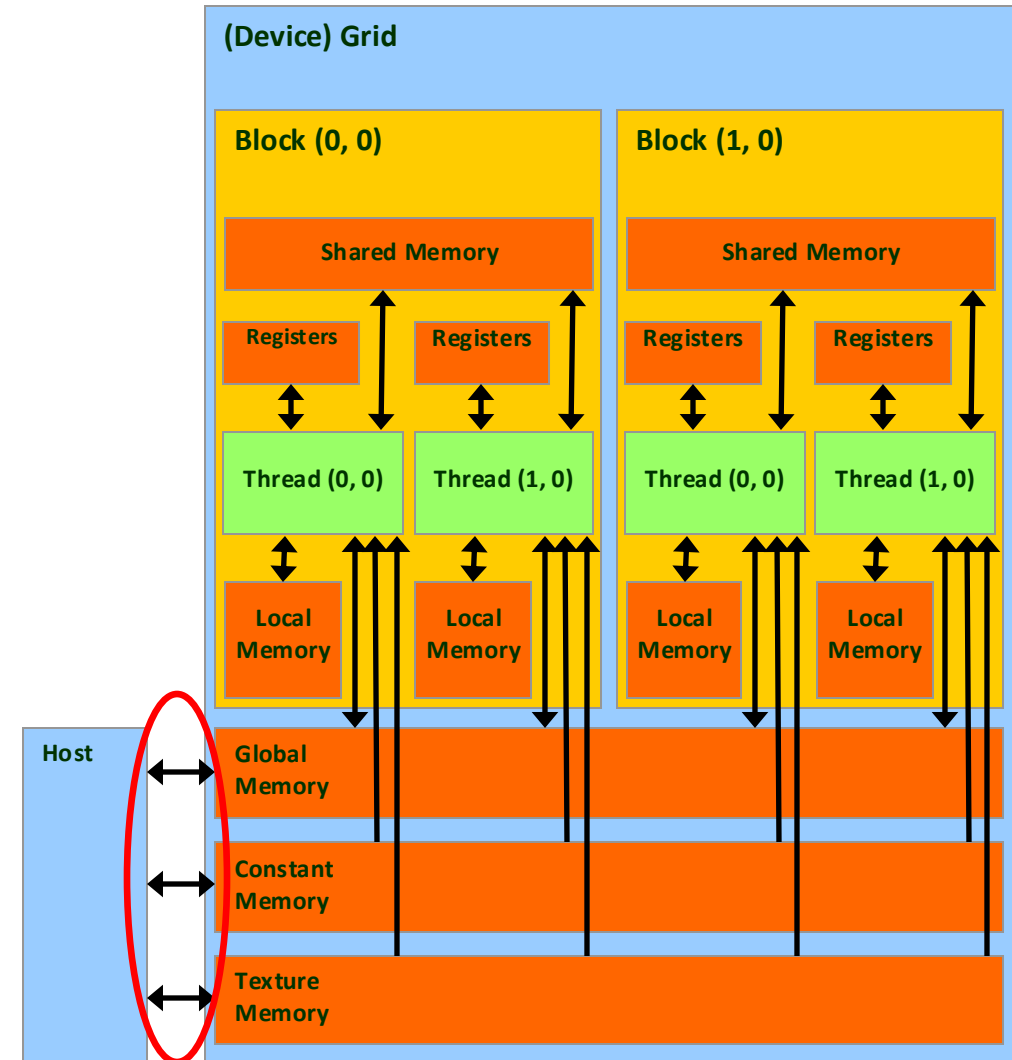 (Device) Grid
Block (0, 0)
Block (1, 0)
Shared Memory
Shared Memory
Registers
Registers
Registers
Registers
Thread (0, 0)
Thread (1, 0)
Thread (0, 0)
Thread (1, 0)
Local
Memory
Local
Memory
Local
Memory
Local
Memory
Host
Global
Memory
Constant
Memory
Texture
Memory